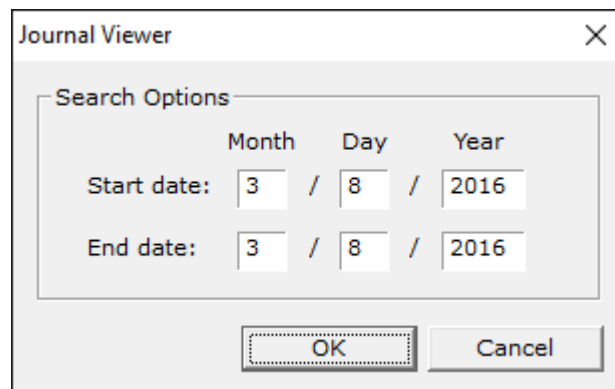 Journal Viewer
Search Options
Month Day Year
Start date: 3 / 8 / 2016
End date: 3 / 8 / 2016
OK Cancel